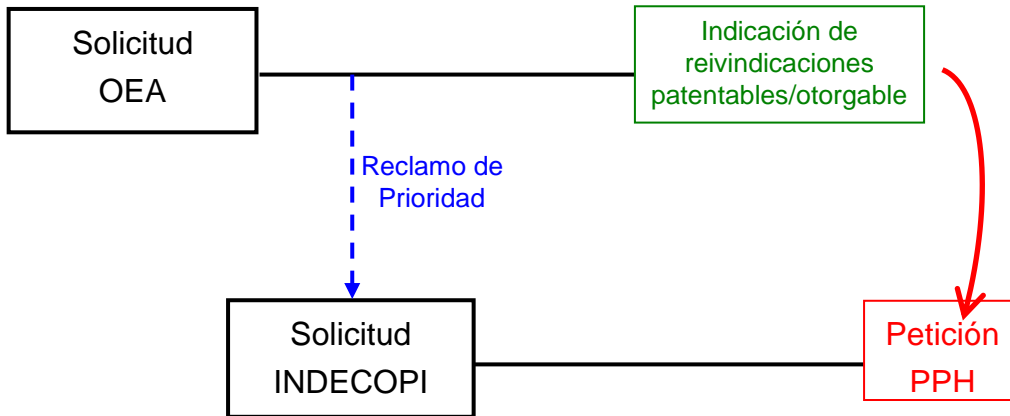 Solicitud
OEA
Indicación de
reivindicaciones
patentables/otorgable
Reclamo de
Prioridad
Solicitud
INDECOPI
Petición
PPH